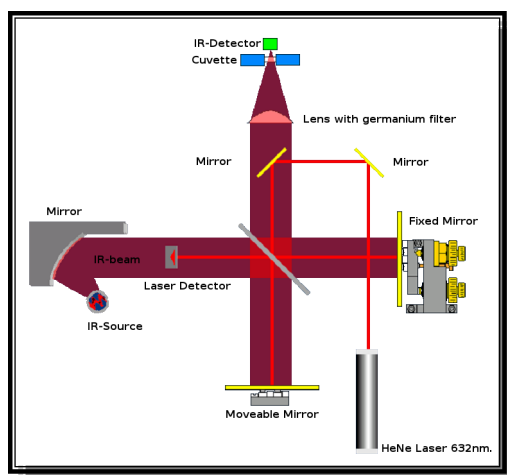 IR-Detector
Cuvette
Lens with germanium filter
Mirror
Mirror
Mirror
Fixed Mirror
IR-beam
Laser Detector
IR-Source
Moveable Mirror
HeNe Laser 632nm.